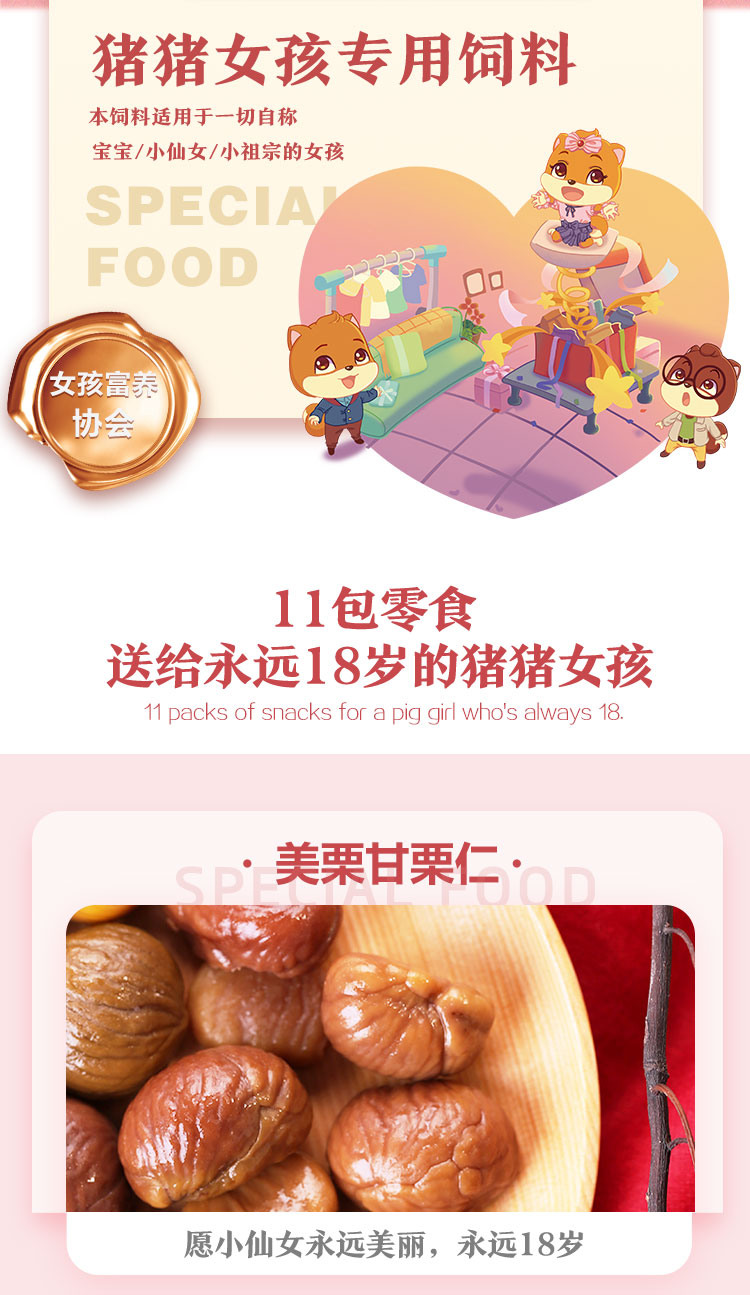 猪猪女孩专用饲料
本饲料适用于一切自称
宝宝/小仙女/小祖宗的女孩
SPECIAL
FOOD
女孩富养
协会
11包零食
送给永远18岁的猪猪女孩
11 packs of snacks for a pig girl who's always 18.
· 美栗甘栗仁 ·
SPECIAL FOOD
愿小仙女永远美丽，永远18岁